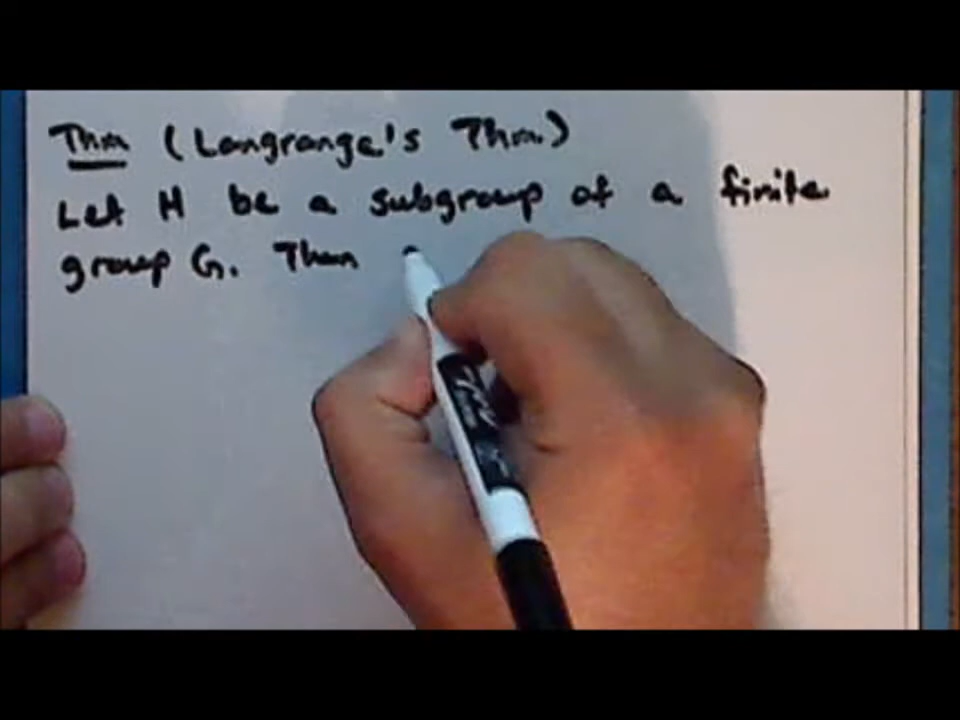 Thm (Langrange's Thm.)
Let H be a subgroup of a finite
group G. Then